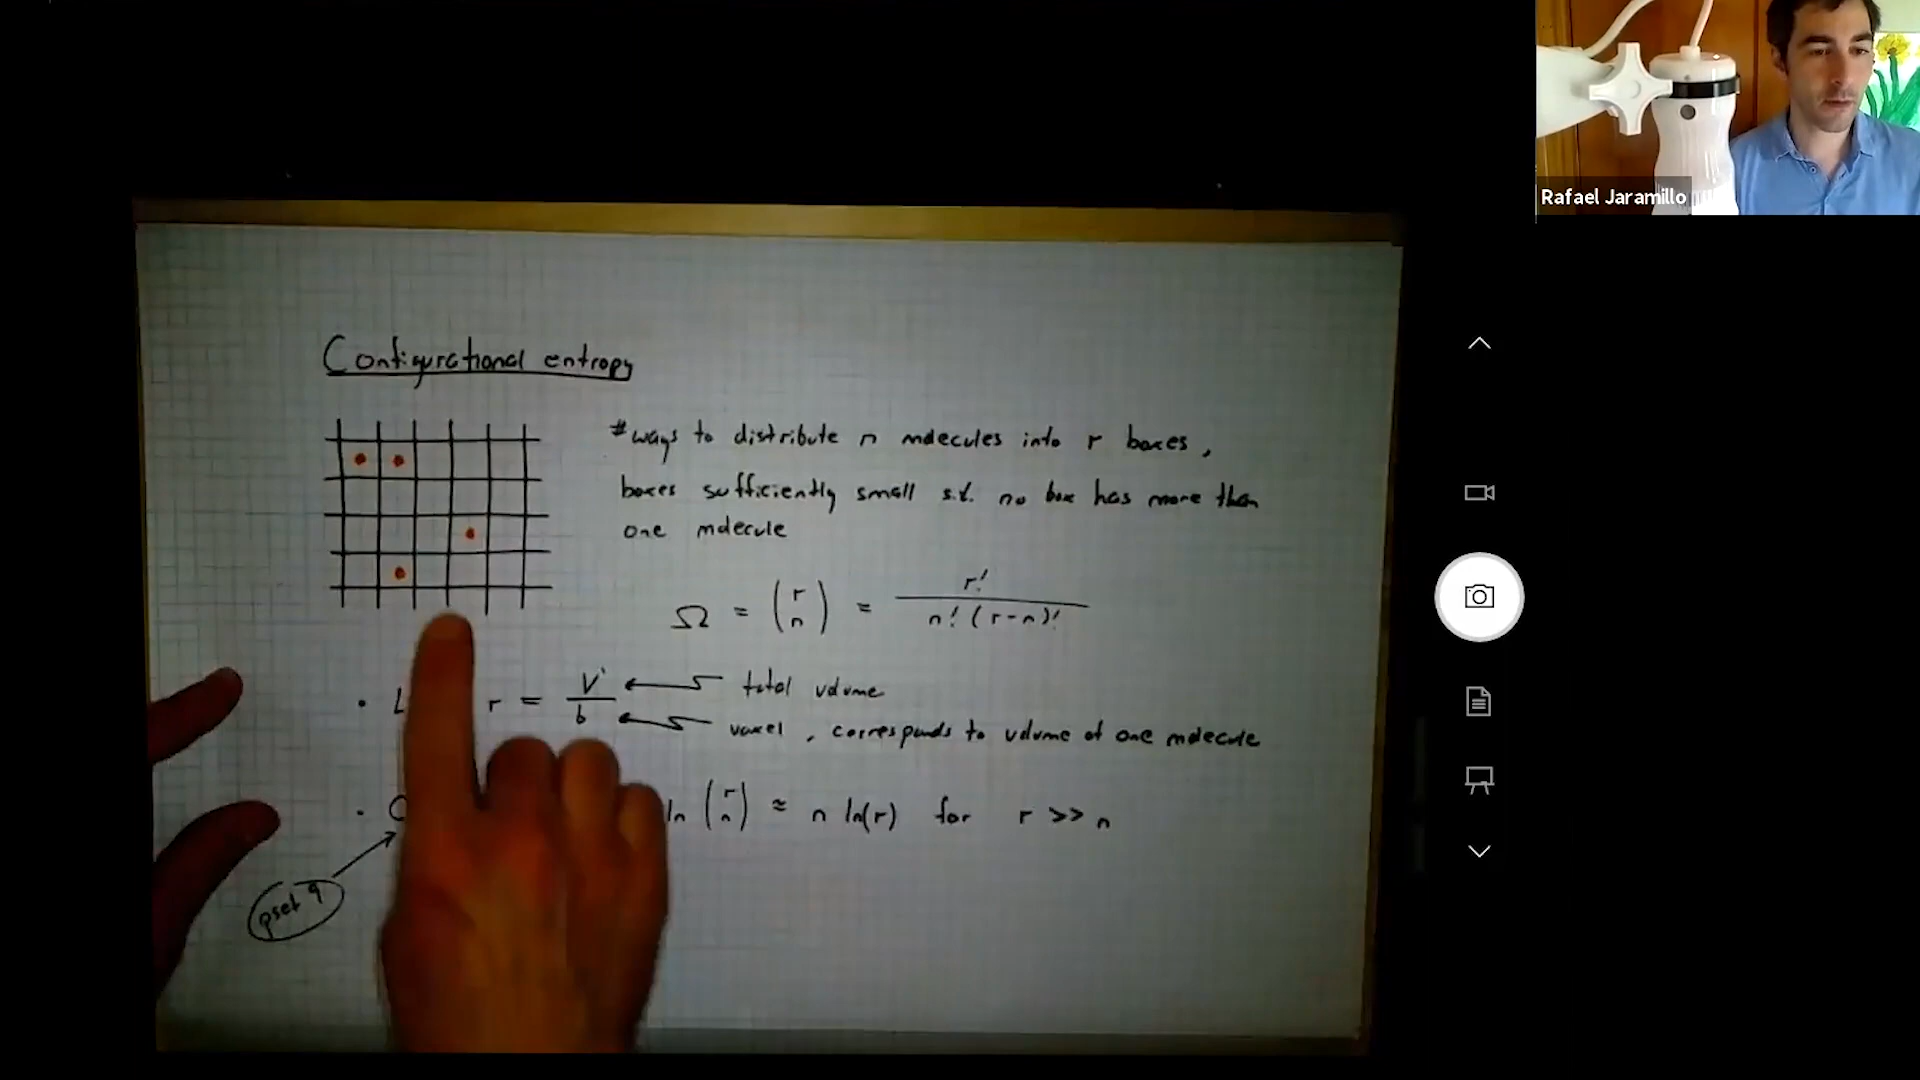 Rafael Jaramillo
Configurational entropy
# ways to distribute n molecules into r boxes,
boxes sufficiently small s.t. no box has more than
one molecule
Ω = (r n) = r! / n! (r-n)!
r = V / b
total volume
voxel, corresponds to volume of one molecule
ln (r n) ≈ n ln(r) for r >> n
pset 9